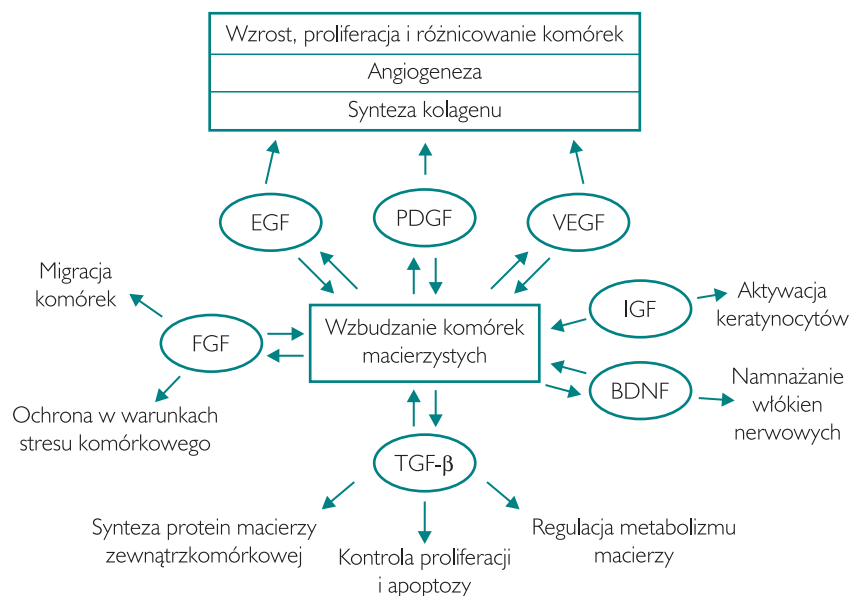 Wzrost, proliferacja i różnicowanie komórek
Angiogeneza
Synteza kolagenu
EGF
PDGF
VEGF
Migracja
komórek
FGF
Wzbudzanie komórek
macierzystych
IGF
Aktywacja
keratynocytów
BDNF
Namnażanie
włókien
nerwowych
Ochrona w warunkach
stresu komórkowego
TGF-β
Synteza protein macierzy
zewnątrzkomórkowej
Kontrola proliferacji
i apoptozy
Regulacja metabolizmu
macierzy